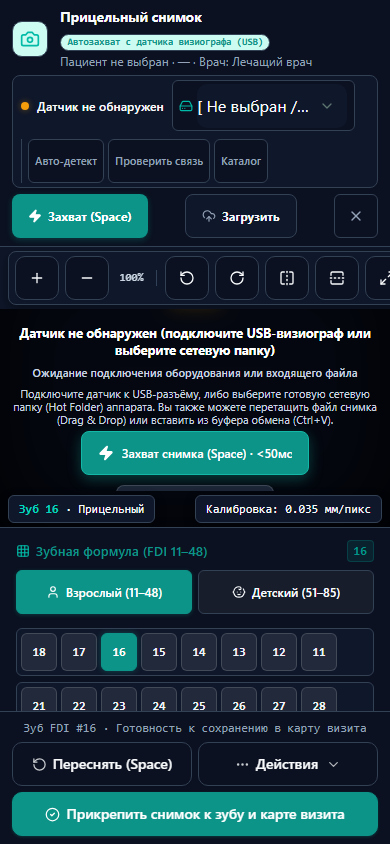 Прицельный снимок
Автозахват с датчика визиографа (USB)
Пациент не выбран · — · Врач: Лечащий врач
Датчик не обнаружен
[ Не выбран /...
Авто-детект
Проверить связь
Каталог
Захват (Space)
Загрузить
100%
Датчик не обнаружен (подключите USB-визиограф или
выберите сетевую папку)
Ожидание подключения оборудования или входящего файла
Подключите датчик к USB-разъёму, либо выберите готовую сетевую
папку (Hot Folder) аппарата. Вы также можете перетащить файл снимка
(Drag & Drop) или вставить из буфера обмена (Ctrl+V).
Захват снимка (Space) · <50мс
Зуб 16 · Прицельный
Калибровка: 0.035 мм/пикс
Зубная формула (FDI 11–48)
16
Взрослый (11–48)
Детский (51–85)
18 17 16 15 14 13 12 11
21 22 23 24 25 26 27 28
Зуб FDI #16 · Готовность к сохранению в карту визита
Переснять (Space)
Действия
Прикрепить снимок к зубу и карте визита